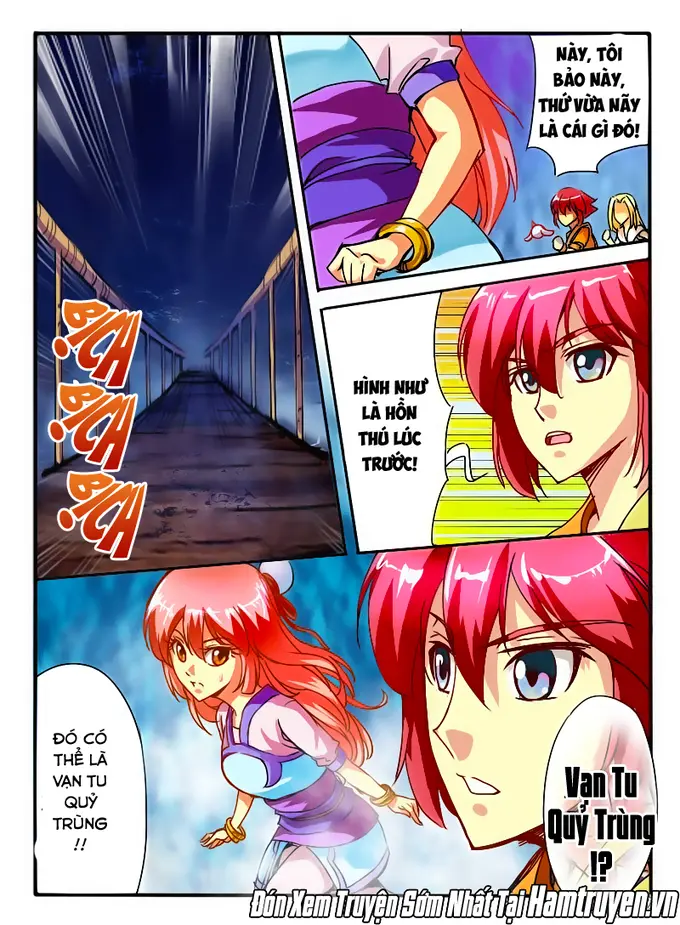 NÀY, TÔI
BẢO NÀY,
THỨ VỪA NÃY
LÀ CÁI GÌ ĐÓ!
BỊCH
BỊCH
BỊCH
HÌNH NHƯ
LÀ HỒN
THÚ LÚC
TRƯỚC!
ĐÓ CÓ
THỂ LÀ
VẠN TU
QUỶ TRÙNG
!!
Vạn Tu
Quỷ Trùng
!?
Đón Xem Truyện Sớm Nhất Tại Hamtruyen.vn